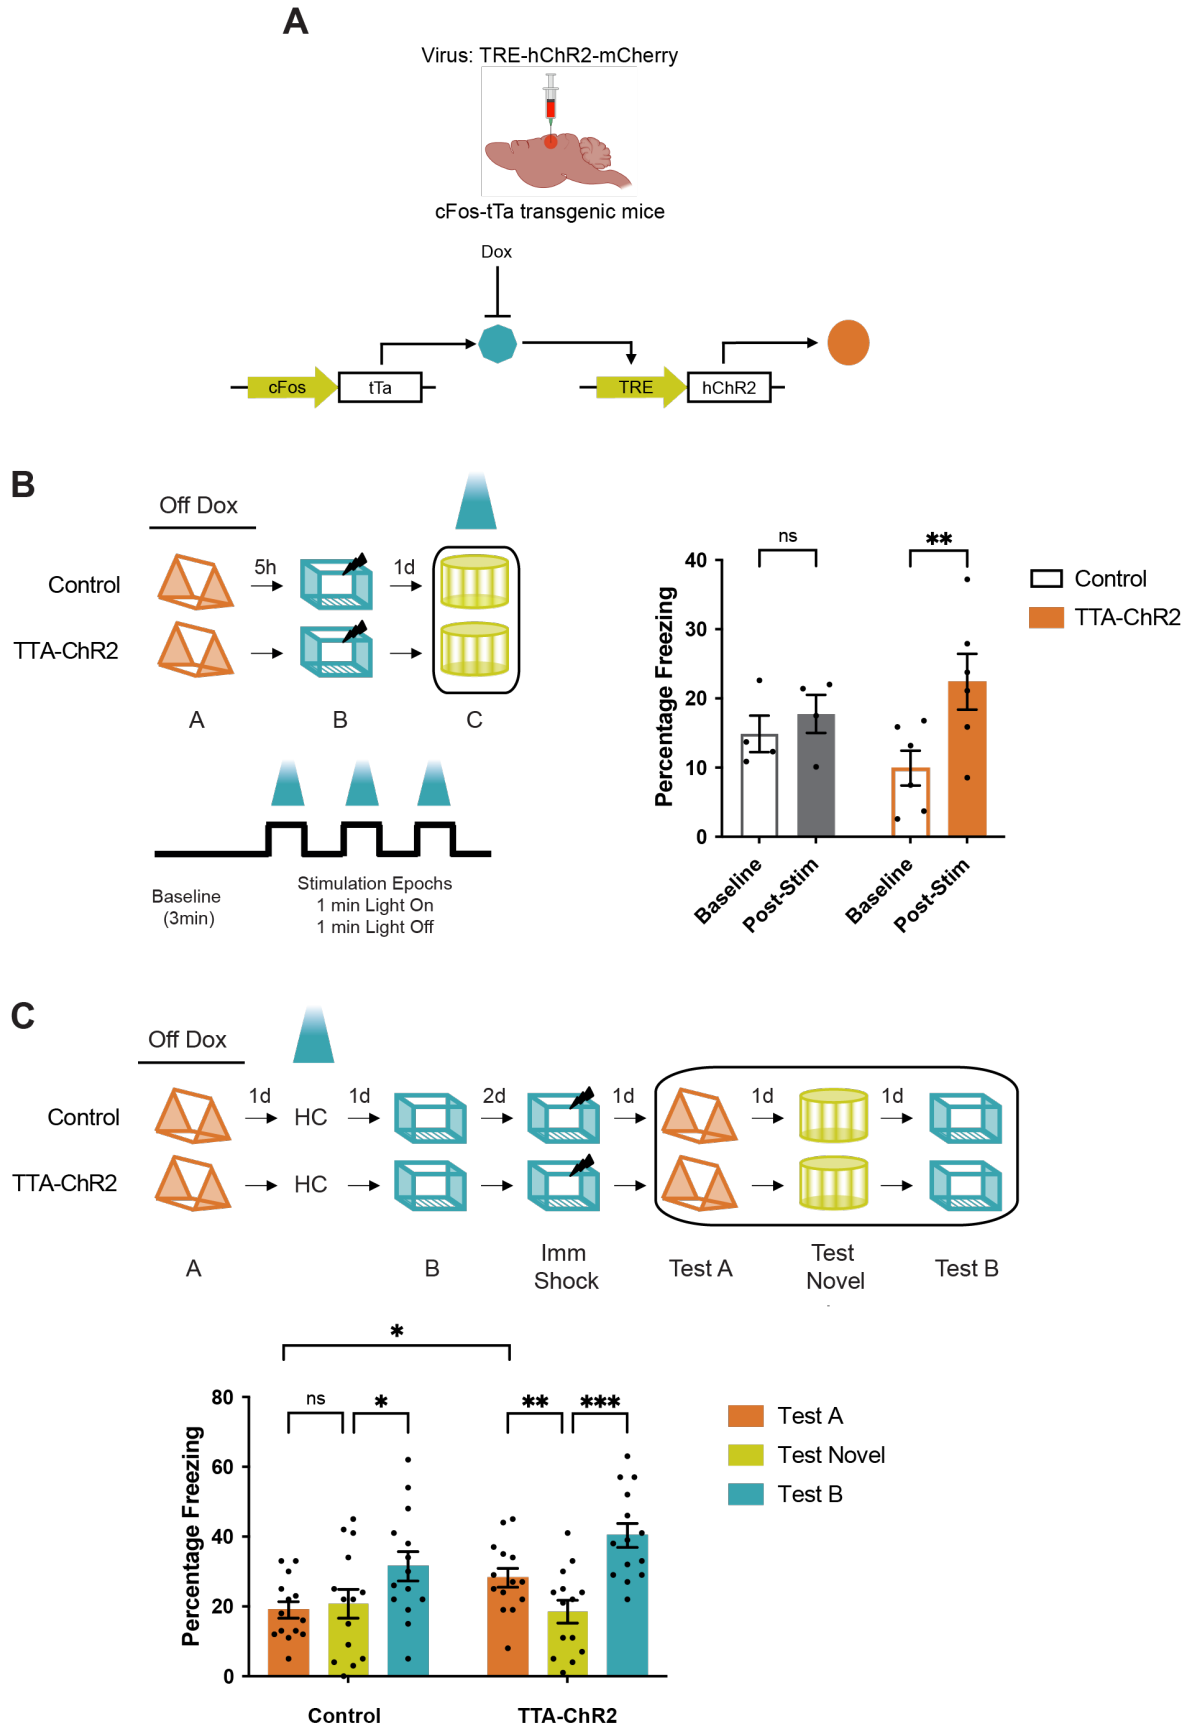 A
Virus: TRE-hChR2-mCherry
cFos-tTa transgenic mice
Dox
cFos
tTa
TRE
hChR2
B
Off Dox
Control
5h
1d
TTA-ChR2
A
B
C
Baseline
(3min)
Stimulation Epochs
1 min Light On
1 min Light Off
ns
**
40
30
20
10
0
Percentage Freezing
Baseline
Post-Stim
Baseline
Post-Stim
Control
TTA-ChR2
C
Off Dox
Control
1d
HC
1d
2d
1d
1d
1d
TTA-ChR2
HC
A
B
Imm
Shock
Test A
Test
Novel
Test B
*
ns
*
**
***
80
60
40
20
0
Percentage Freezing
Control
TTA-ChR2
Test A
Test Novel
Test B